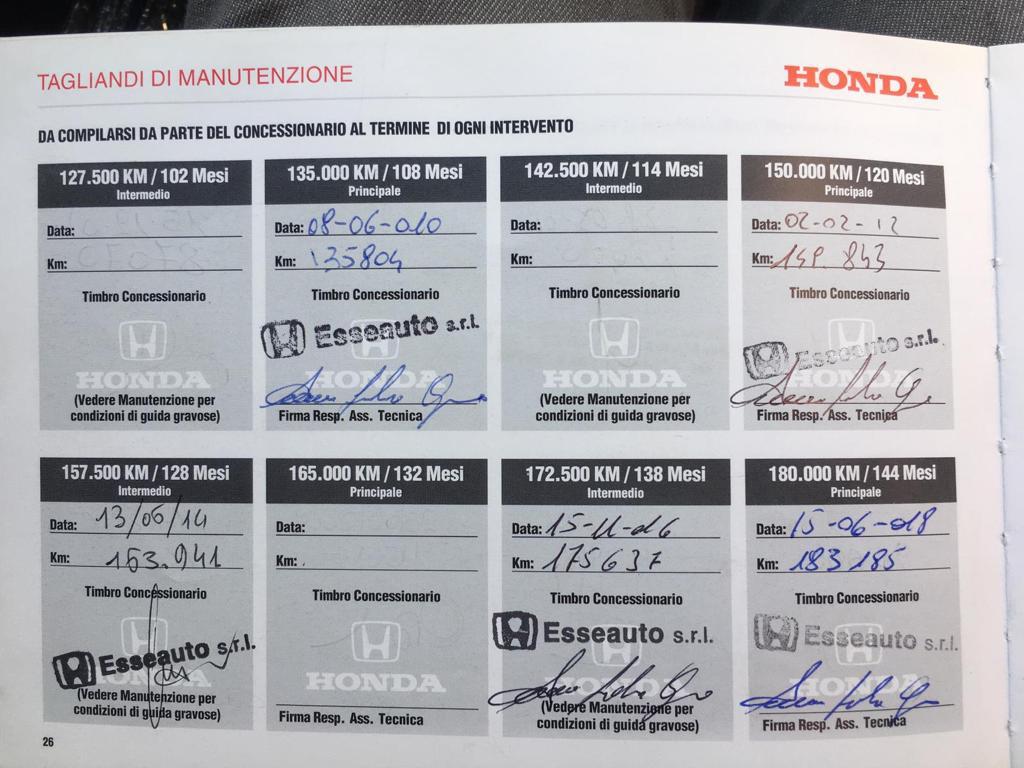 TAGLIANDI DI MANUTENZIONE
HONDA
DA COMPILARSI DA PARTE DEL CONCESSIONARIO AL TERMINE DI OGNI INTERVENTO
127.500 KM / 102 Mesi
Intermedio
Data:
Km:
Timbro Concessionario
HONDA
(Vedere Manutenzione per
condizioni di guida gravose)
135.000 KM / 108 Mesi
Principale
Data: 08-06-010
Km: 135804
Timbro Concessionario
Esseauto s.r.l.
HONDA
Firma Resp. Ass. Tecnica
142.500 KM / 114 Mesi
Intermedio
Data:
Km:
Timbro Concessionario
HONDA
(Vedere Manutenzione per
condizioni di guida gravose)
150.000 KM / 120 Mesi
Principale
Data: 02-02-12
Km: 149.843
Timbro Concessionario
Esseauto s.r.l.
HONDA
Firma Resp. Ass. Tecnica
157.500 KM / 128 Mesi
Intermedio
Data: 13/06/14
Km: 163.941
Timbro Concessionario
Esseauto s.r.l.
HONDA
(Vedere Manutenzione per
condizioni di guida gravose)
165.000 KM / 132 Mesi
Principale
Data:
Km:
Timbro Concessionario
HONDA
Firma Resp. Ass. Tecnica
172.500 KM / 138 Mesi
Intermedio
Data: 15-11-016
Km: 175637
Timbro Concessionario
Esseauto s.r.l.
HONDA
(Vedere Manutenzione per
condizioni di guida gravose)
180.000 KM / 144 Mesi
Principale
Data: 15-06-018
Km: 183185
Timbro Concessionario
Esseauto s.r.l.
HONDA
Firma Resp. Ass. Tecnica
26